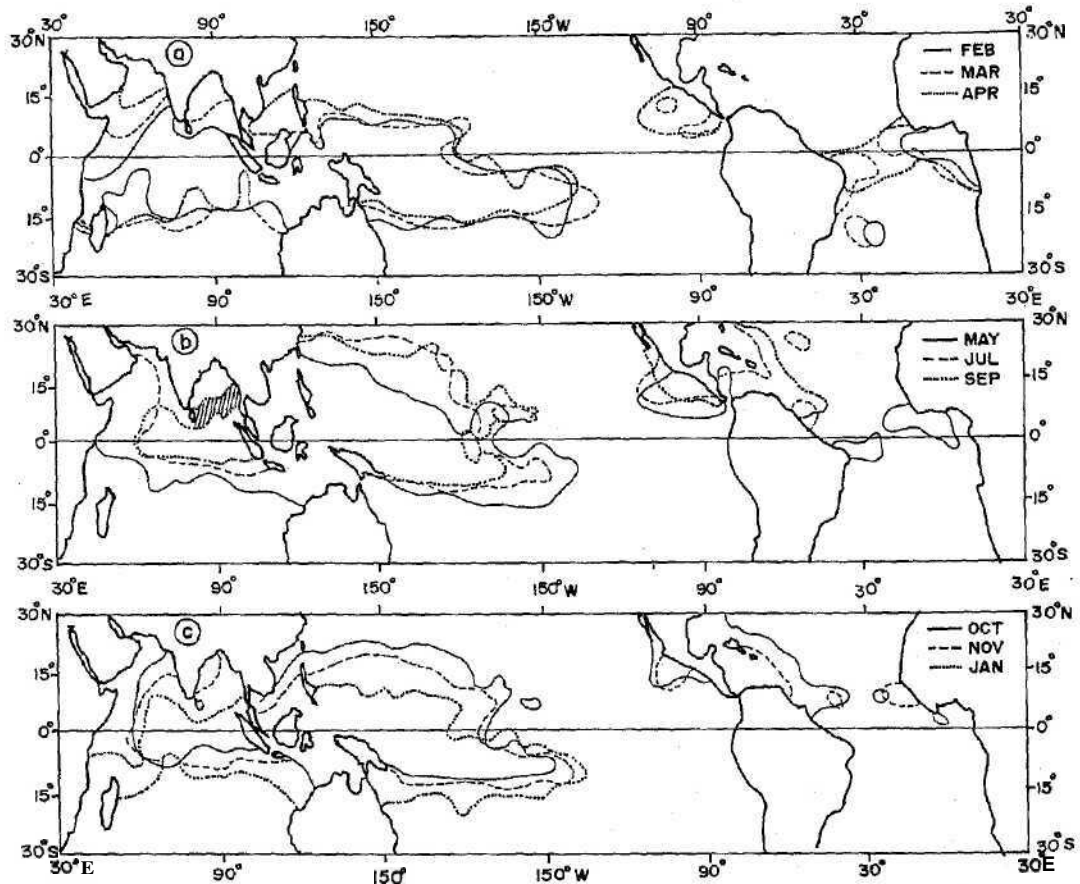 30° 90° 150° 150°W 90° 30° 30°E
30°N ⓐ 30°N
FEB
MAR
APR
15° 15°
0° 0°
15° 15°
30°S 30°S
30°E 90° 150° 150°W 90° 30° 30°E
30°N ⓑ 30°N
MAY
JUL
SEP
15° 15°
0° 0°
15° 15°
30°S 30°S
30°E 90° 150° 150°W 90° 30° 30°E
30°N ⓒ 30°N
OCT
NOV
JAN
15° 15°
0° 0°
15° 15°
30°S 30°S
30°E 90° 150° 150°W 90° 30° 30E